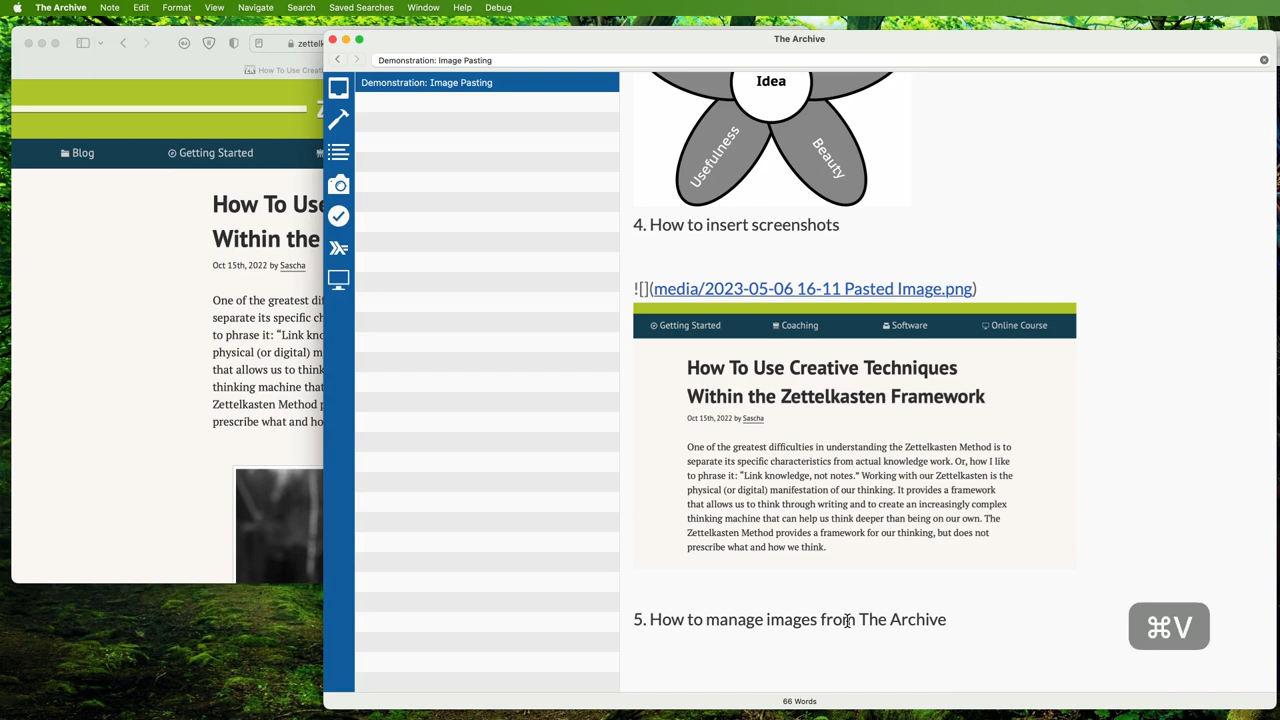 The Archive Note Edit Format View Navigate Search Saved Searches Window Help Debug
The Archive
Demonstration: Image Pasting
Demonstration: Image Pasting
zettelk
How To Use Creati
Z
Blog
Getting Started
How To Use
Within the
Oct 15th, 2022 by Sascha
One of the greatest dif
separate its specific ch
to phrase it: “Link kno
physical (or digital) m
that allows us to think
thinking machine that
Zettelkasten Method p
prescribe what and ho
Idea
Usefulness
Beauty
4. How to insert screenshots
![](media/2023-05-06 16-11 Pasted Image.png)
Getting Started
Coaching
Software
Online Course
How To Use Creative Techniques
Within the Zettelkasten Framework
Oct 15th, 2022 by Sascha
One of the greatest difficulties in understanding the Zettelkasten Method is to
separate its specific characteristics from actual knowledge work. Or, how I like
to phrase it: “Link knowledge, not notes.” Working with our Zettelkasten is the
physical (or digital) manifestation of our thinking. It provides a framework
that allows us to think through writing and to create an increasingly complex
thinking machine that can help us think deeper than being on our own. The
Zettelkasten Method provides a framework for our thinking, but does not
prescribe what and how we think.
5. How to manage images from The Archive
⌘V
66 Words